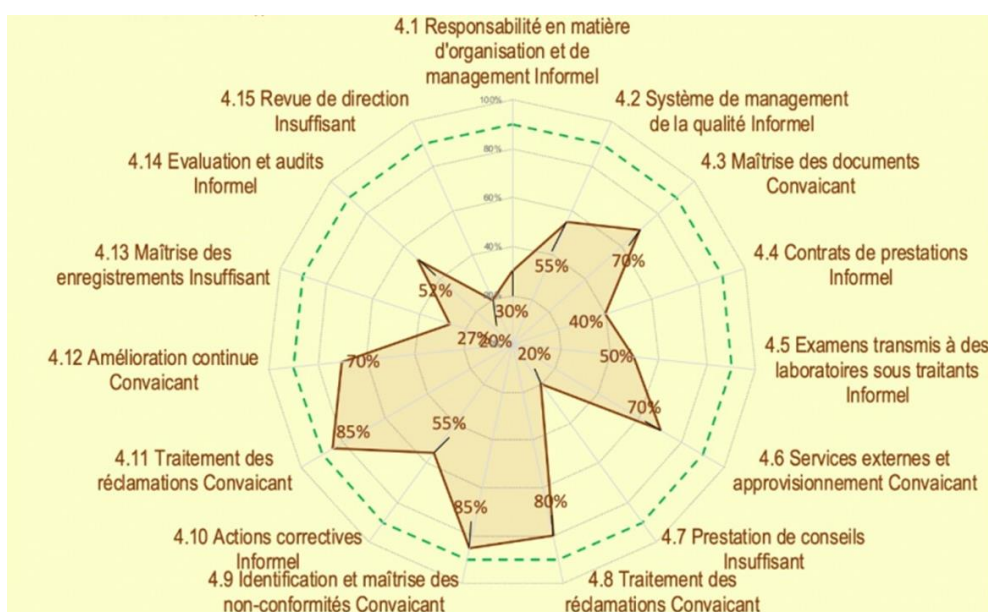 4.1 Responsabilité en matière
d'organisation et de
management Informel
4.2 Système de management
de la qualité Informel
4.3 Maîtrise des documents
Convaicant
4.4 Contrats de prestations
Informel
4.5 Examens transmis à des
laboratoires sous traitants
Informel
4.6 Services externes et
approvisionnement Convaicant
4.7 Prestation de conseils
Insuffisant
4.8 Traitement des
réclamations Convaicant
4.9 Identification et maîtrise des
non-conformités Convaicant
4.10 Actions correctives
Informel
4.11 Traitement des
réclamations Convaicant
4.12 Amélioration continue
Convaicant
4.13 Maîtrise des
enregistrements Insuffisant
4.14 Evaluation et audits
Informel
4.15 Revue de direction
Insuffisant
100%
80%
60%
40%
30%
55%
70%
40%
50%
70%
20%
80%
85%
55%
85%
70%
27%
52%
20%